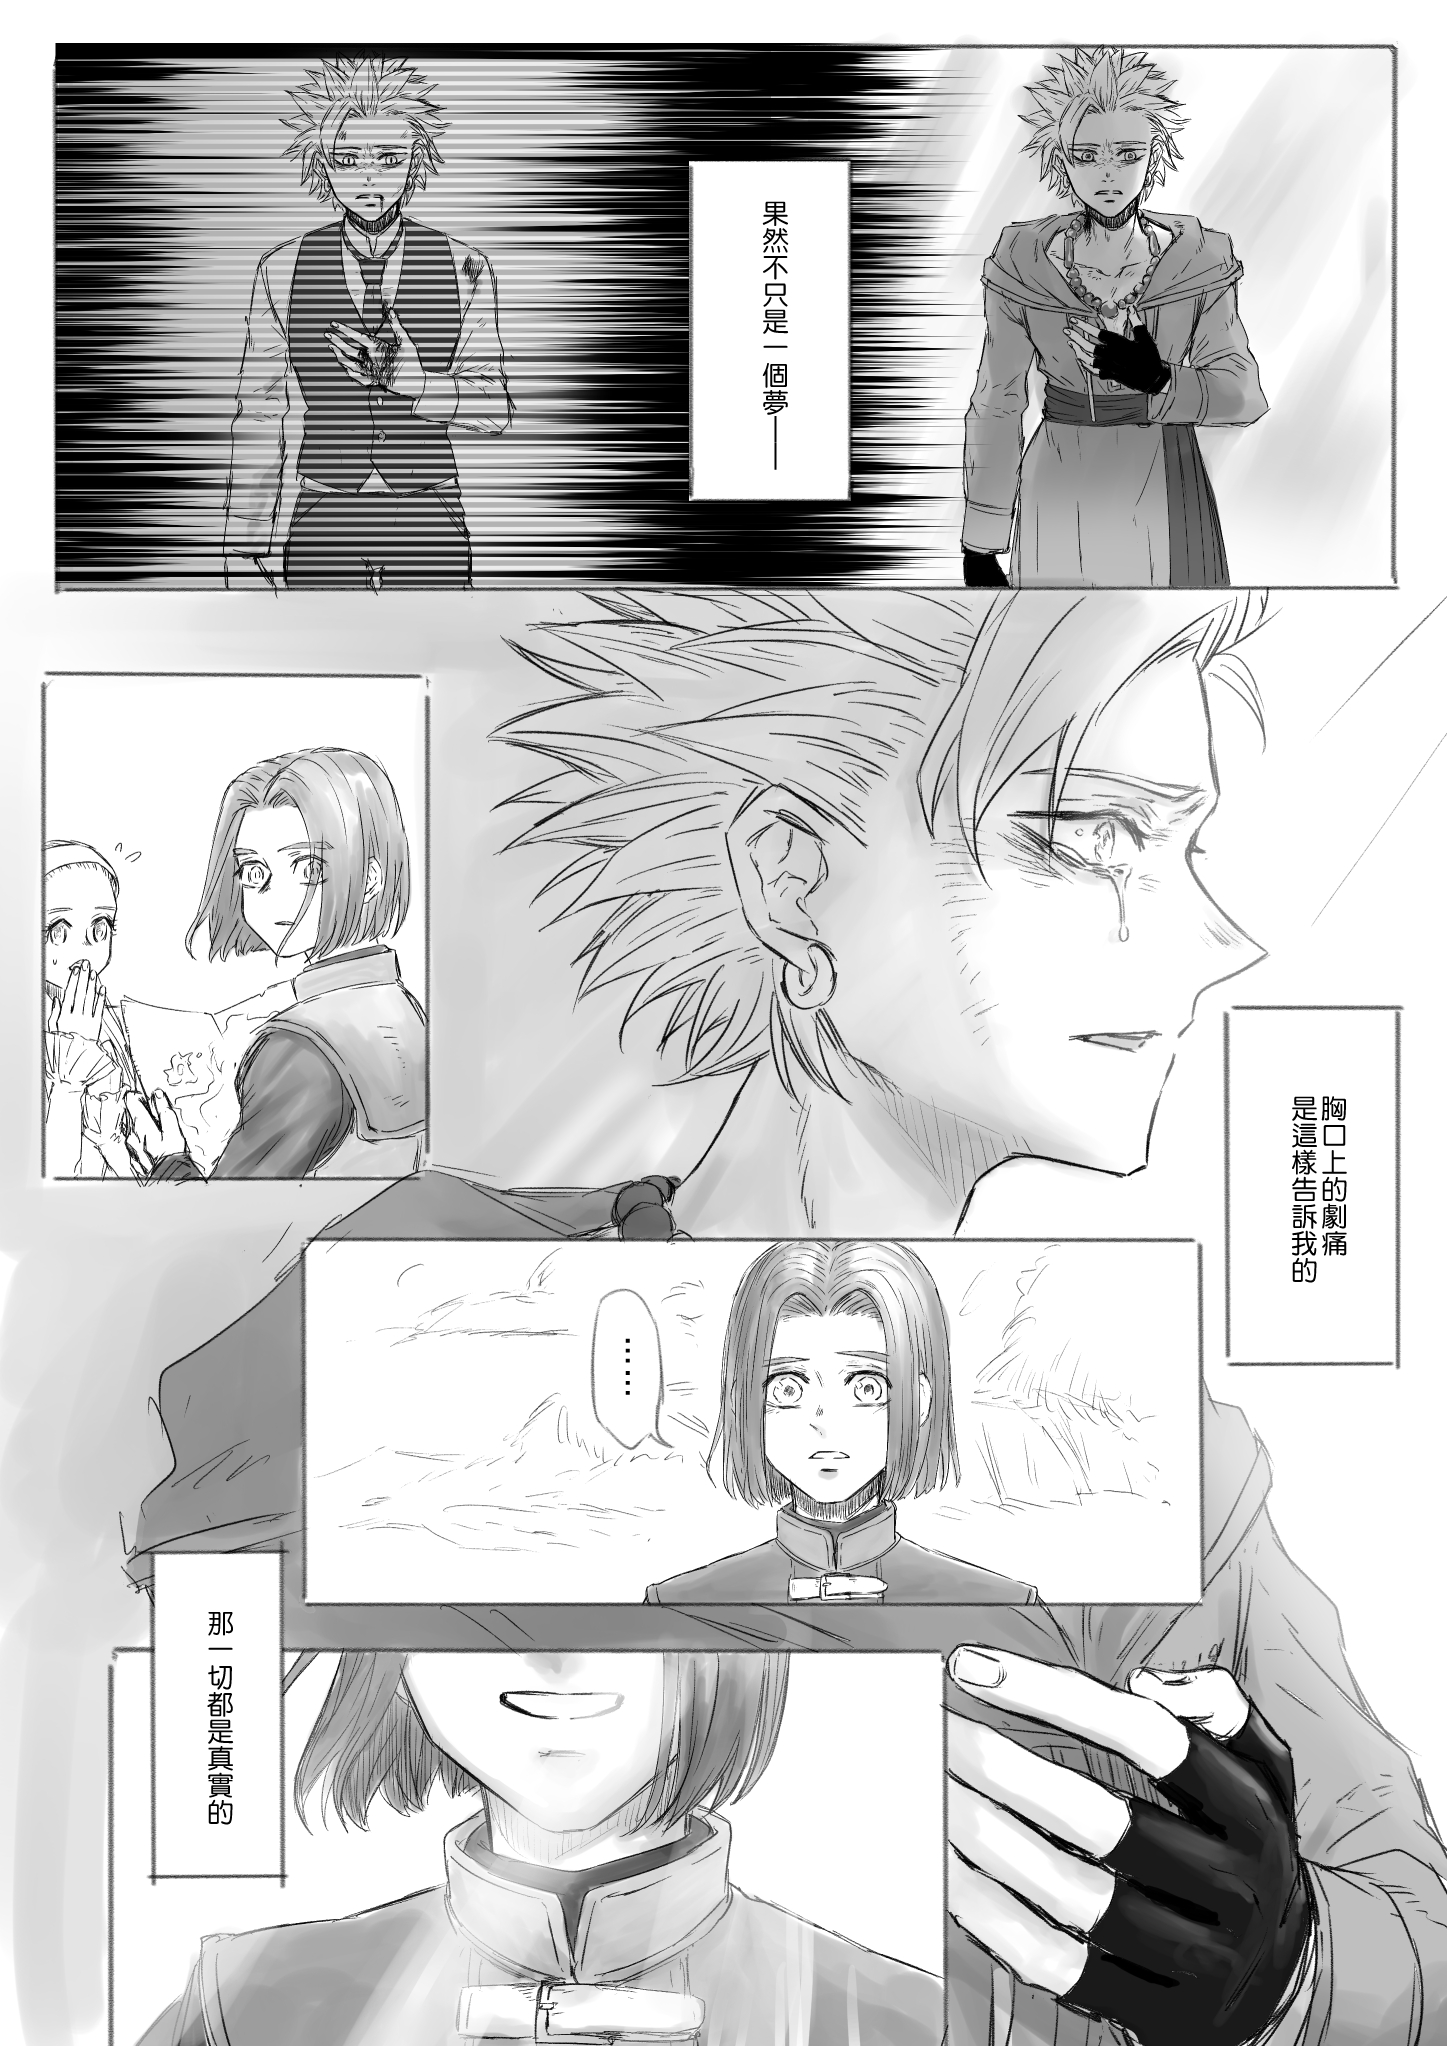 果然不只是一個夢——
胸口上的劇痛
是這樣告訴我的
……
那一切都是真實的